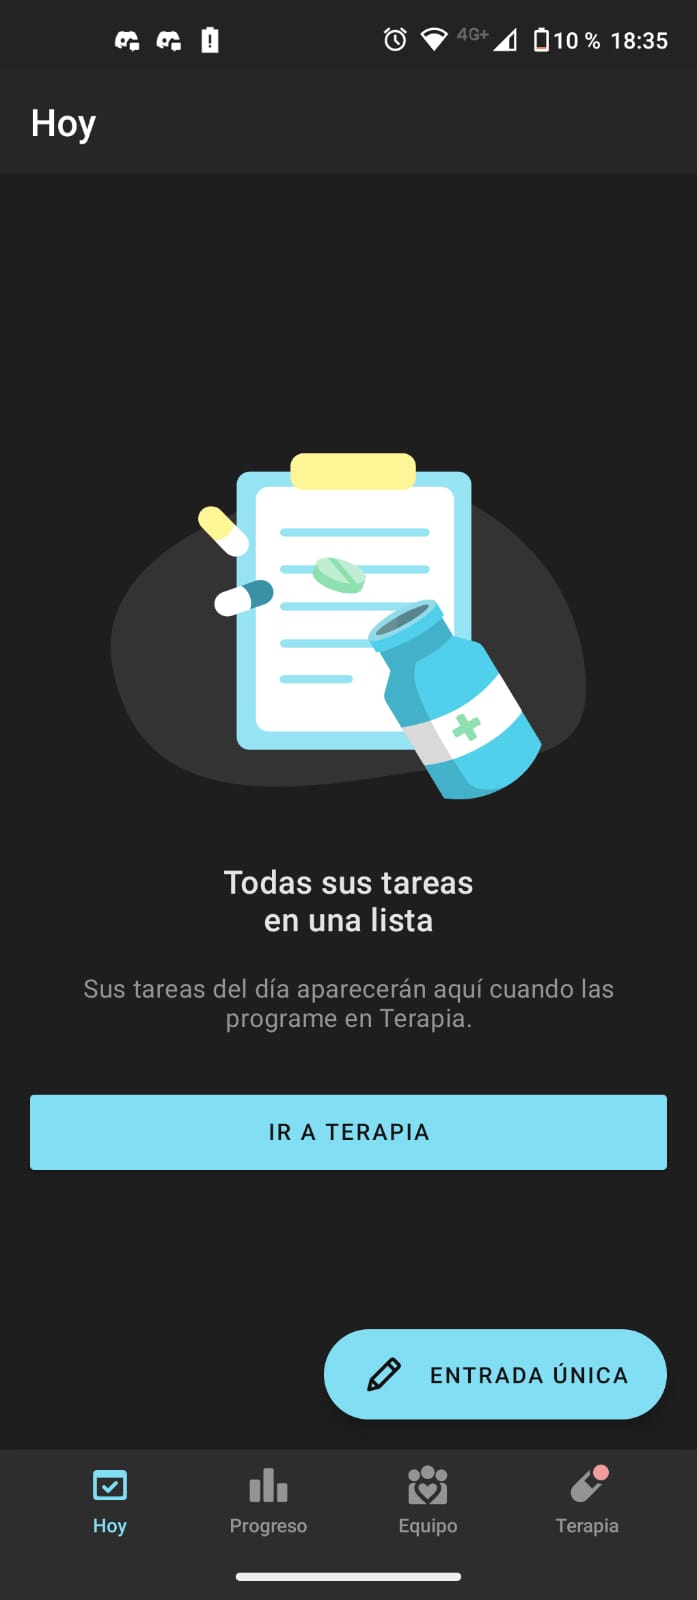 4G+ 10 % 18:35
Hoy
Todas sus tareas
en una lista
Sus tareas del día aparecerán aquí cuando las
programe en Terapia.
IR A TERAPIA
ENTRADA ÚNICA
Hoy Progreso Equipo Terapia